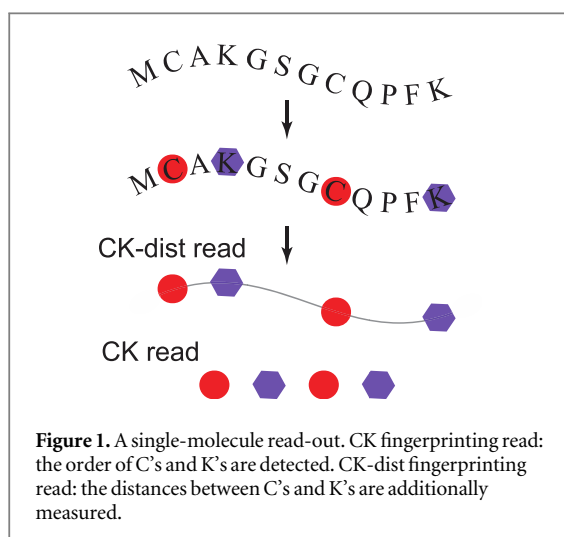 MCAKGSGCQPFK
MCAKGSGCQPFK
CK-dist read
CK read
Figure 1. A single-molecule read-out. CK fingerprinting read:
the order of C's and K's are detected. CK-dist fingerprinting
read: the distances between C's and K's are additionally
measured.